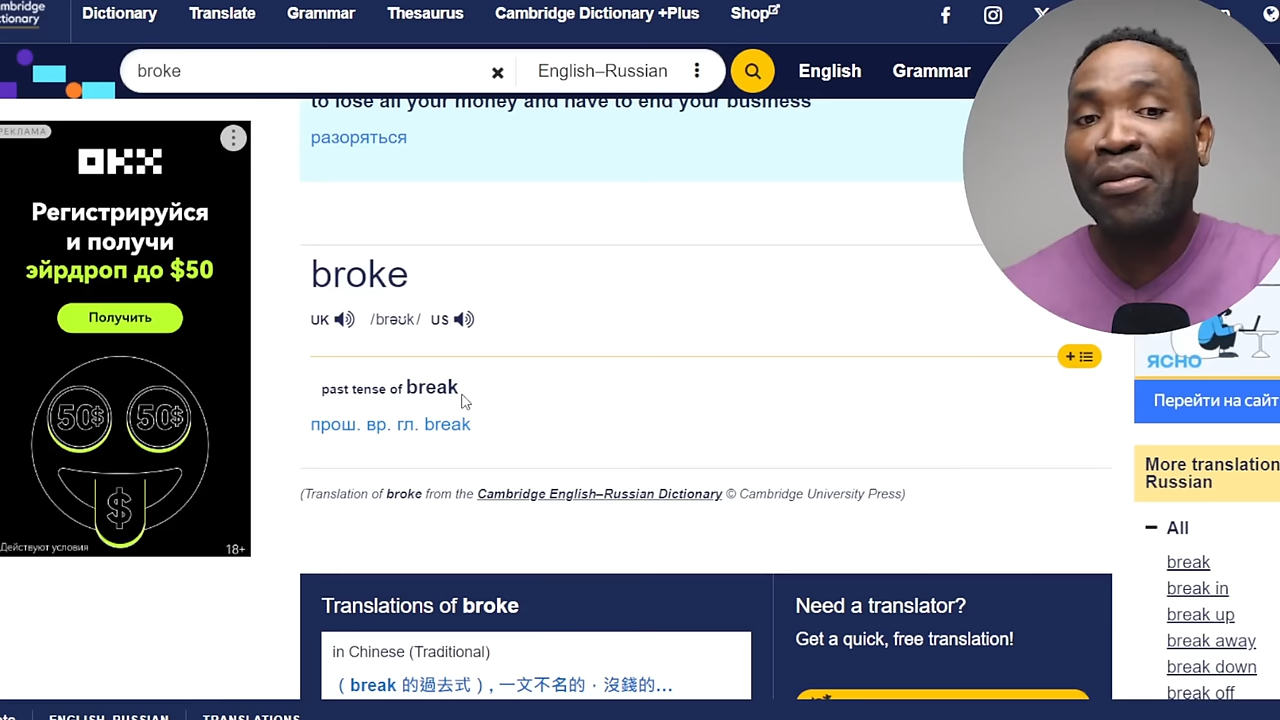 Dictionary Translate Grammar Thesaurus Cambridge Dictionary +Plus Shop
broke
English–Russian
English Grammar
to lose all your money and have to end your business
разоряться
РЕКЛАМА
OKX
Регистрируйся
и получи
эйрдроп до $50
Получить
50$ 50$
$
Действуют условия
18+
broke
UK /brəʊk/ US
past tense of break
прош. вр. гл. break
(Translation of broke from the Cambridge English–Russian Dictionary © Cambridge University Press)
Translations of broke
in Chinese (Traditional)
( break 的過去式 ) , 一文不名的 · 沒錢的…
Need a translator?
Get a quick, free translation!
ЯСНО
Перейти на сайт
More translation
Russian
All
break
break in
break up
break away
break down
break off
ENGLISH–RUSSIAN TRANSLATIONS